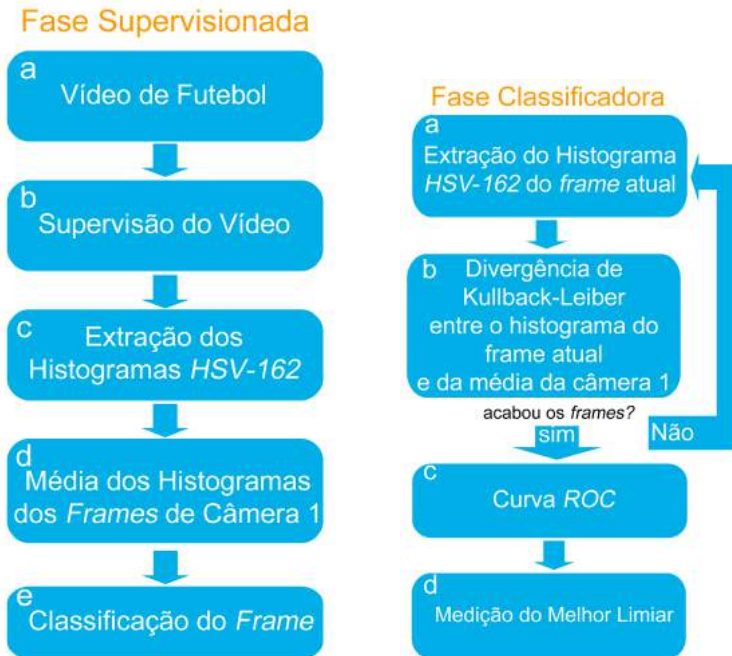 Fase Supervisionada
a
Vídeo de Futebol
b
Supervisão do Vídeo
c
Extração dos
Histogramas HSV-162
d
Média dos Histogramas
dos Frames de Câmera 1
e
Classificação do Frame
Fase Classificadora
a
Extração do Histograma
HSV-162 do frame atual
b
Divergência de
Kullback-Leiber
entre o histograma do
frame atual
e da média da câmera 1
acabou os frames?
sim
Não
c
Curva ROC
d
Medição do Melhor Limiar